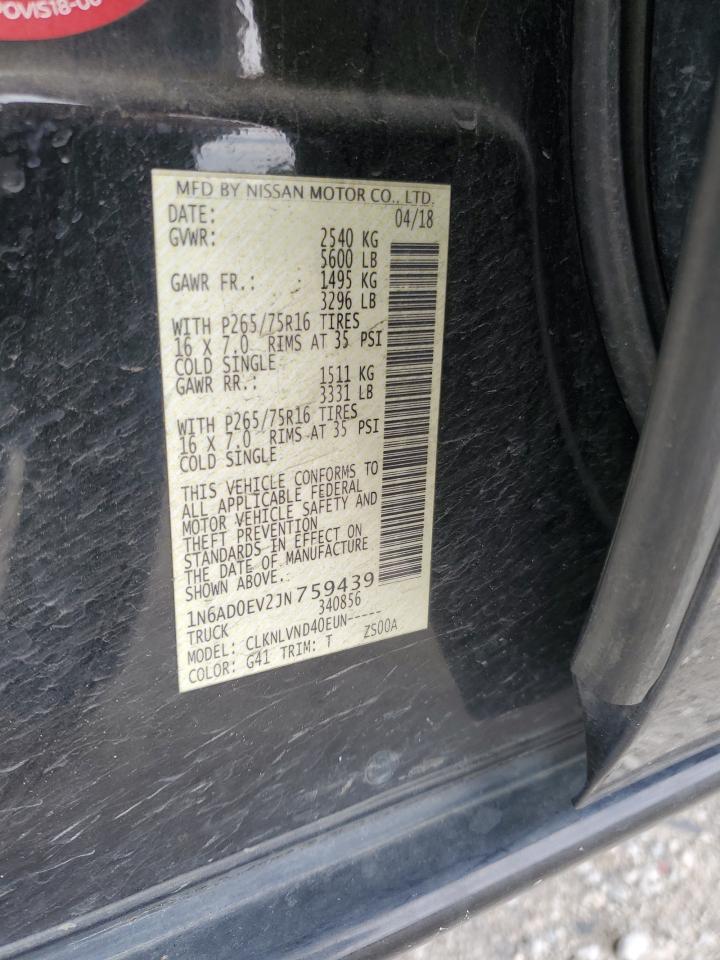 POVIS18-00
MFD BY NISSAN MOTOR CO., LTD.
DATE: 04/18
GVWR: 2540 KG
5600 LB
GAWR FR.: 1495 KG
3296 LB
WITH P265/75R16 TIRES
16 X 7.0 RIMS AT 35 PSI
COLD SINGLE
GAWR RR.: 1511 KG
3331 LB
WITH P265/75R16 TIRES
16 X 7.0 RIMS AT 35 PSI
COLD SINGLE
THIS VEHICLE CONFORMS TO
ALL APPLICABLE FEDERAL
MOTOR VEHICLE SAFETY AND
THEFT PREVENTION
STANDARDS IN EFFECT ON
THE DATE OF MANUFACTURE
SHOWN ABOVE.
1N6AD0EV2JN759439
TRUCK 340856
MODEL: CLKNLVND40EUN-----
COLOR: G41 TRIM: T ZS00A